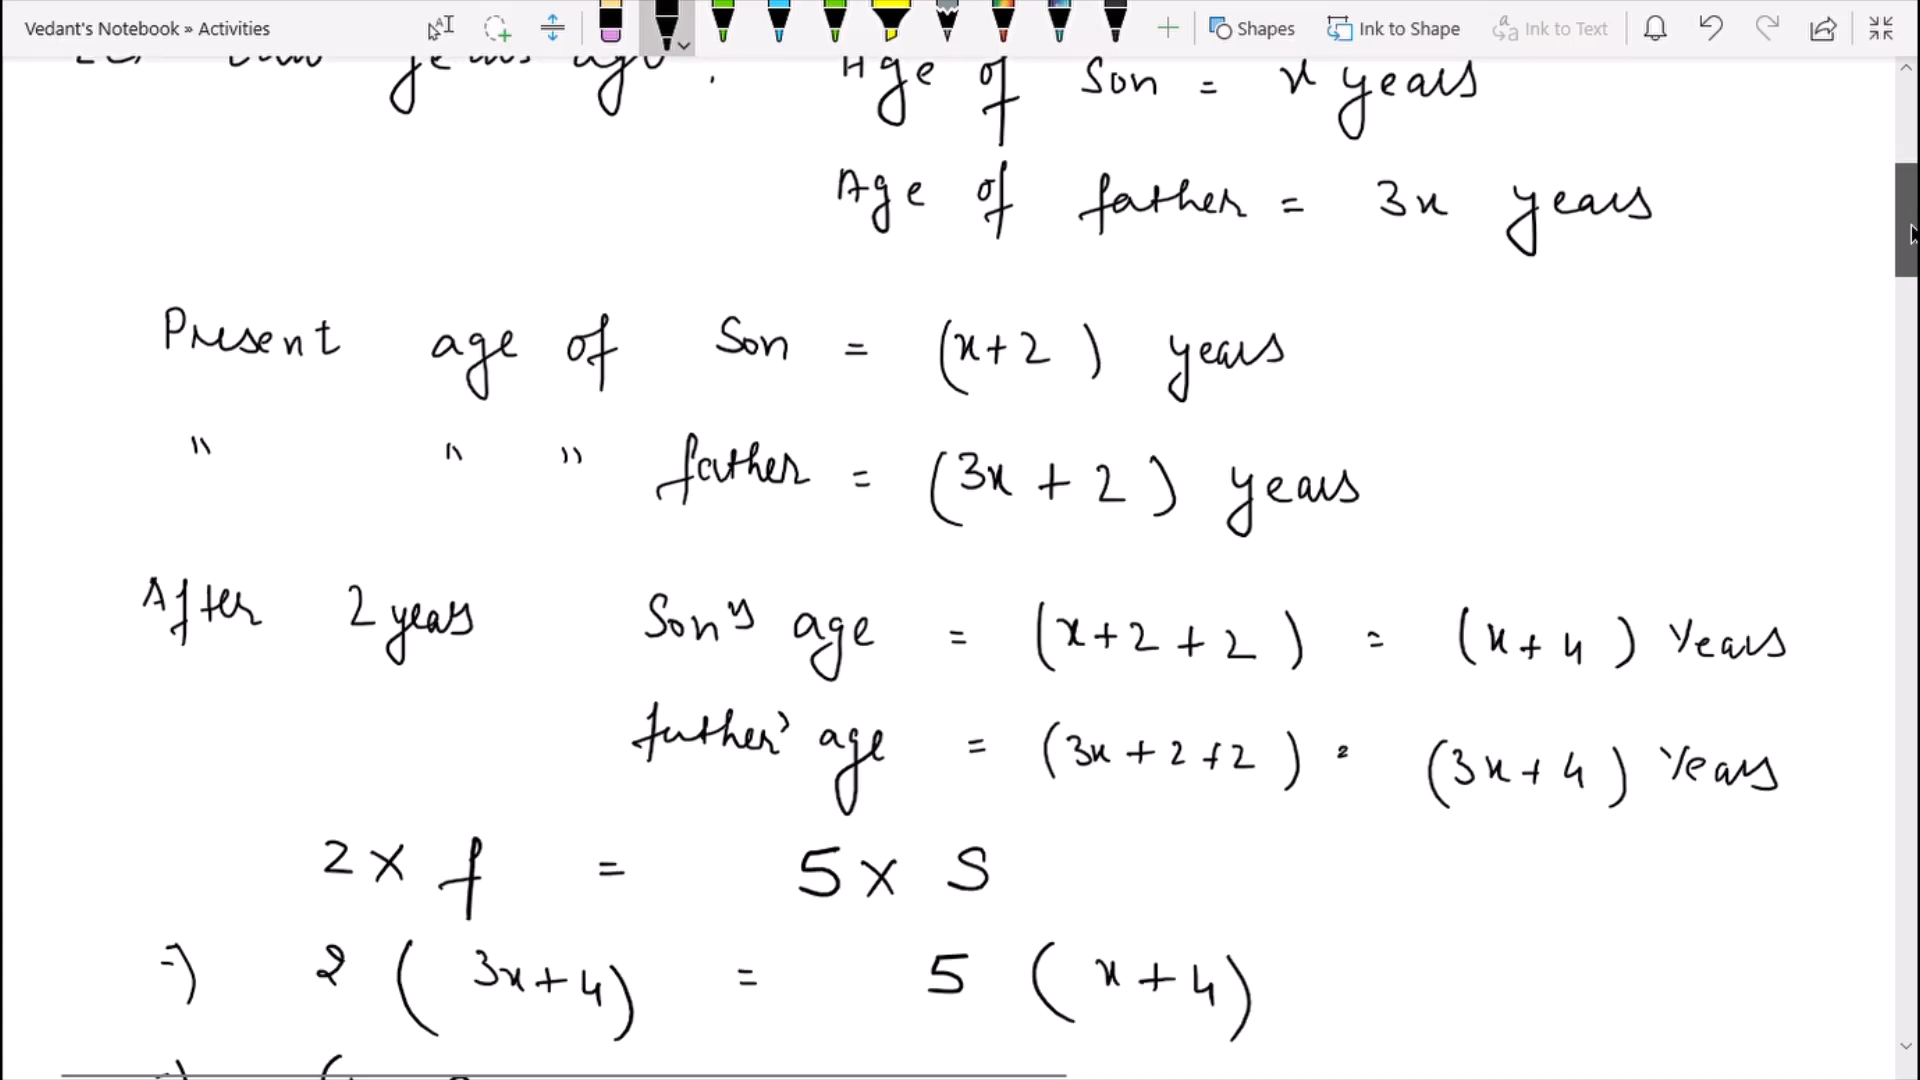 Vedant's Notebook » Activities
Shapes Ink to Shape Ink to Text
years ago. Age of Son = x years
Age of father = 3x years
Present age of Son = (x+2) years
" " " father = (3x + 2) years
After 2 years Son's age = (x+2+2) = (x+4) Years
father' age = (3x+2+2) = (3x+4) Years
2 x f = 5 x S
=) 2 (3x+4) = 5 (x+4)